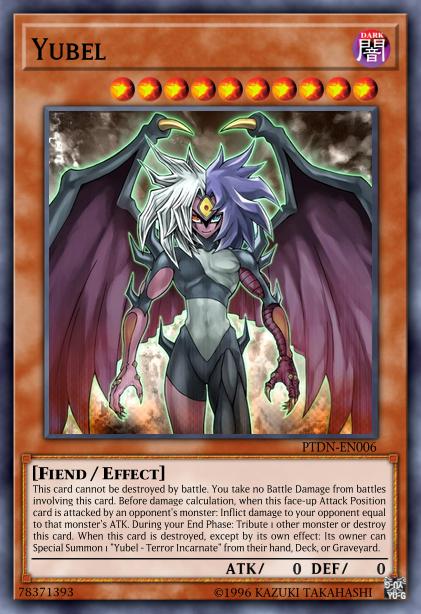 YUBEL
DARK
闇
PTDN-EN006
[FIEND / EFFECT]
This card cannot be destroyed by battle. You take no Battle Damage from battles
involving this card. Before damage calculation, when this face-up Attack Position
card is attacked by an opponent's monster: Inflict damage to your opponent equal
to that monster's ATK. During your End Phase: Tribute 1 other monster or destroy
this card. When this card is destroyed, except by its own effect: Its owner can
Special Summon 1 "Yubel - Terror Incarnate" from their hand, Deck, or Graveyard.
ATK/ 0 DEF/ 0
78371393 ©1996 KAZUKI TAKAHASHI